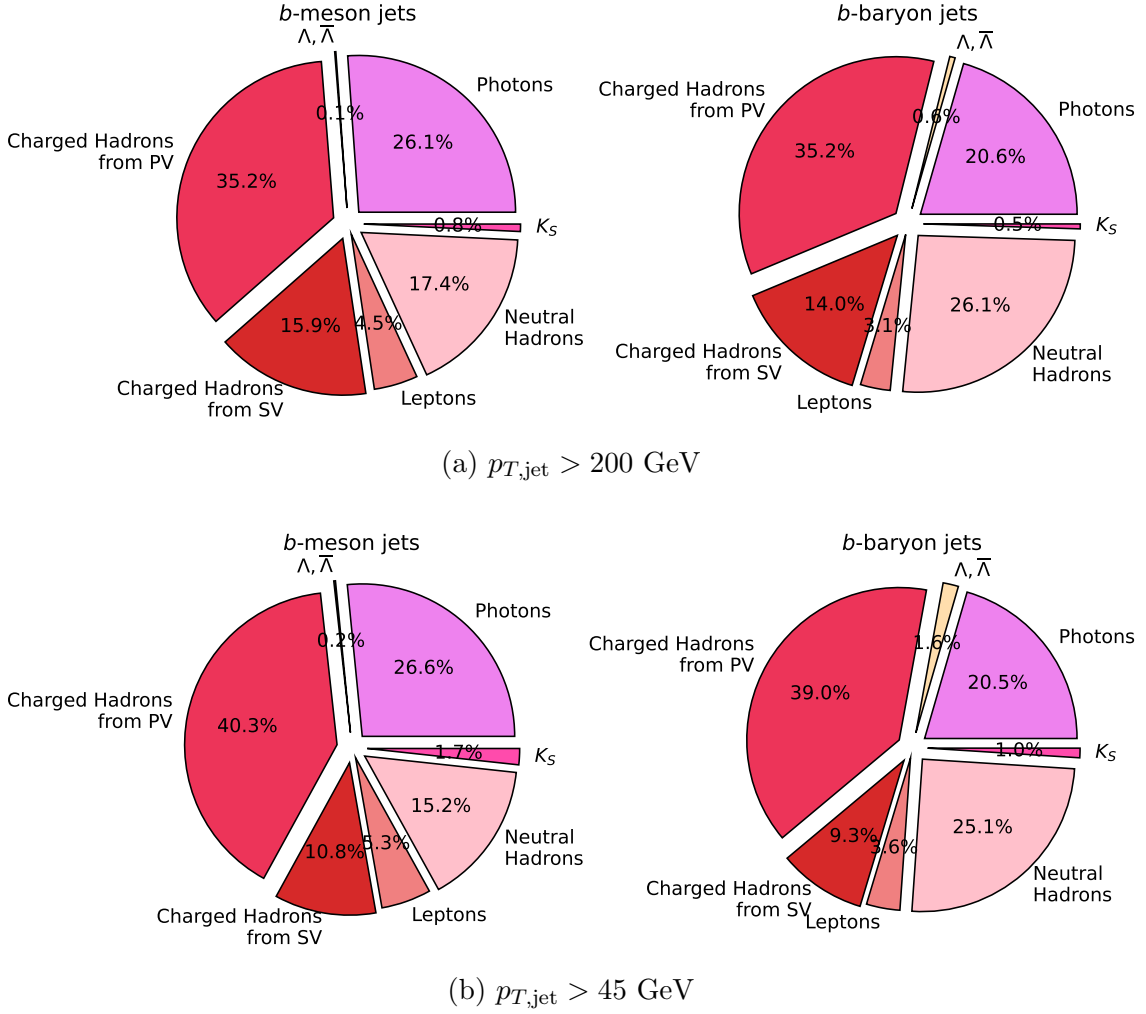 b-meson jets
Λ, Λ̅
Photons
0.1%
26.1%
Charged Hadrons
from PV
35.2%
0.8%
K_S
17.4%
15.9%
4.5%
Neutral
Hadrons
Charged Hadrons
from SV
Leptons
b-baryon jets
Λ, Λ̅
Charged Hadrons
from PV
Photons
0.6%
35.2%
20.6%
0.5%
K_S
14.0%
26.1%
3.1%
Charged Hadrons
from SV
Neutral
Hadrons
Leptons
(a) p_{T,jet} > 200 GeV
b-meson jets
Λ, Λ̅
Photons
0.2%
26.6%
Charged Hadrons
from PV
40.3%
1.7%
K_S
15.2%
10.8%
5.3%
Neutral
Hadrons
Charged Hadrons
from SV
Leptons
b-baryon jets
Λ, Λ̅
Charged Hadrons
from PV
Photons
1.6%
39.0%
20.5%
1.0%
K_S
9.3%
3.6%
25.1%
Charged Hadrons
from SV
Neutral
Hadrons
Leptons
(b) p_{T,jet} > 45 GeV